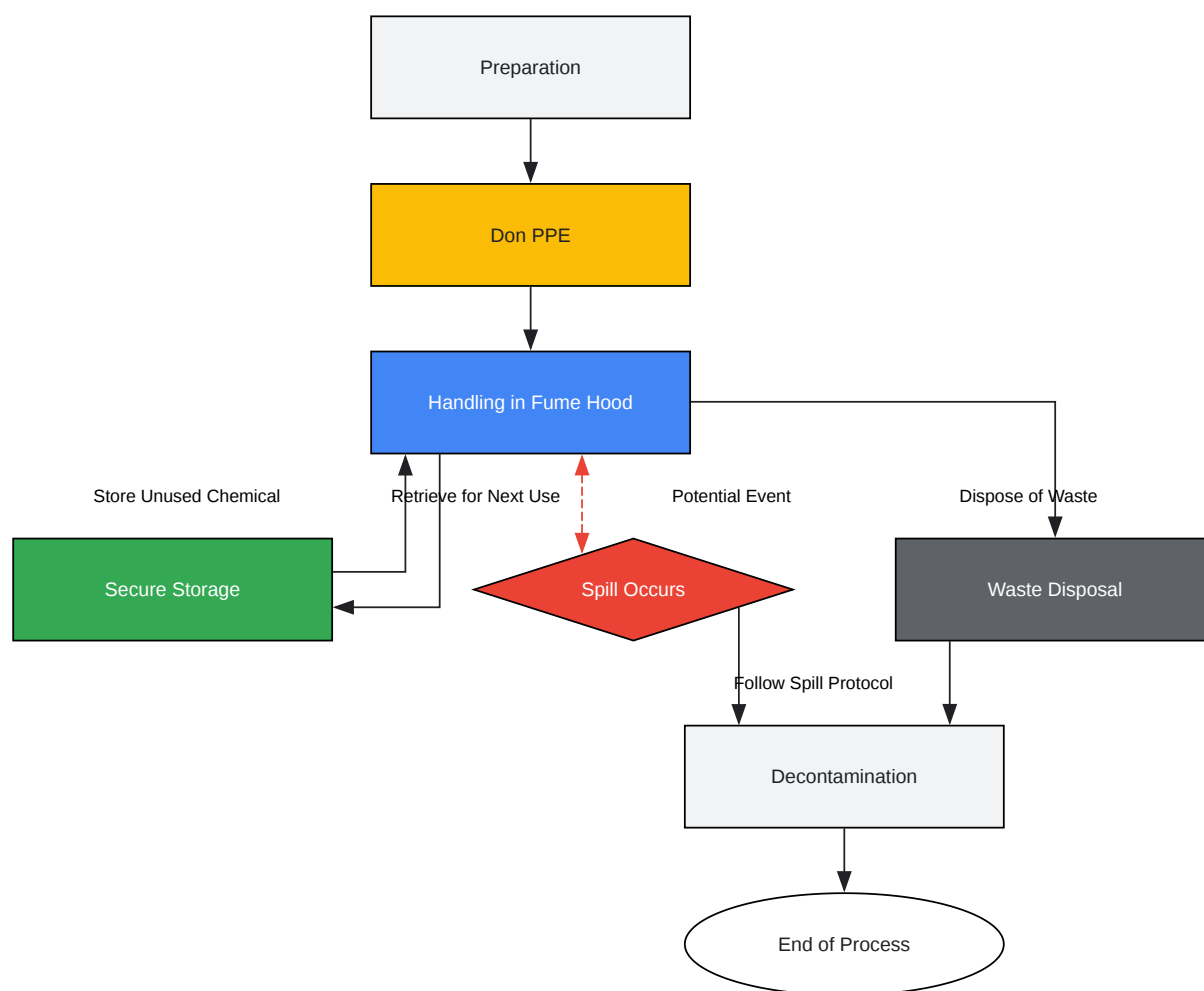 Preparation
Don PPE
Handling in Fume Hood
Store Unused Chemical
Retrieve for Next Use
Potential Event
Dispose of Waste
Secure Storage
Spill Occurs
Waste Disposal
Follow Spill Protocol
Decontamination
End of Process